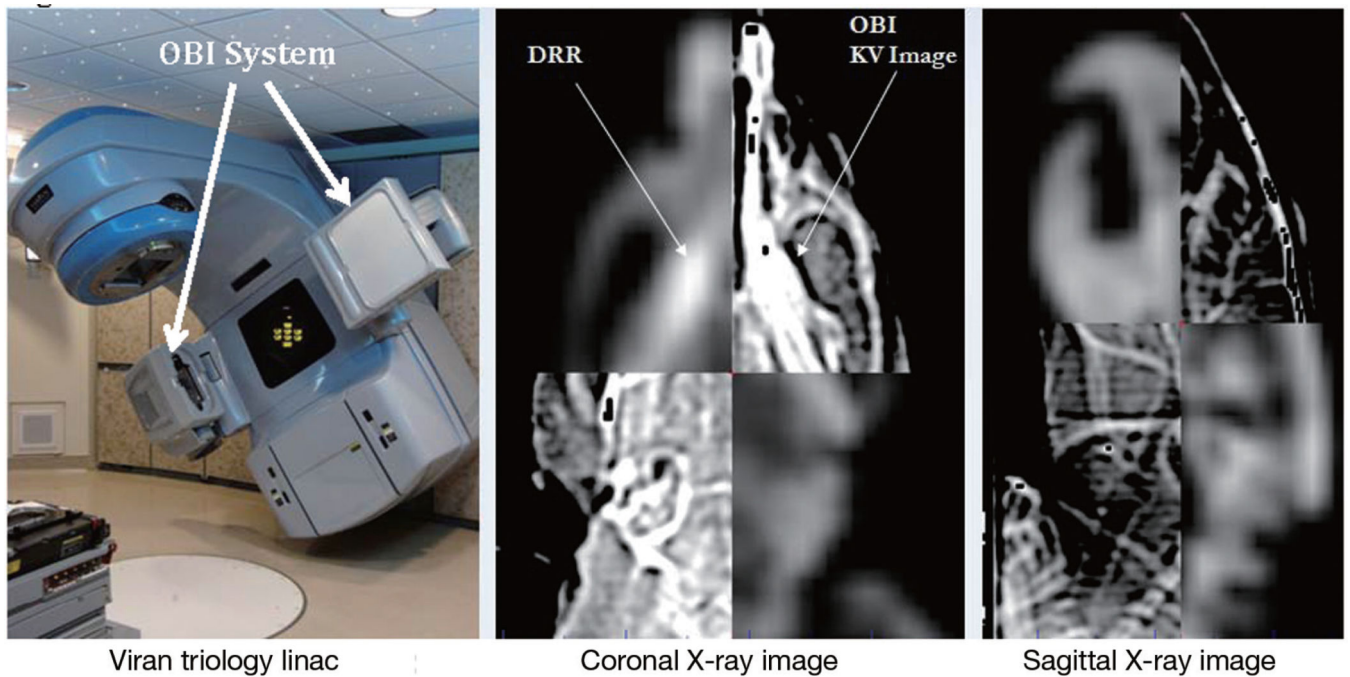 OBI System
DRR
OBI
KV Image
Viran triology linac
Coronal X-ray image
Sagittal X-ray image